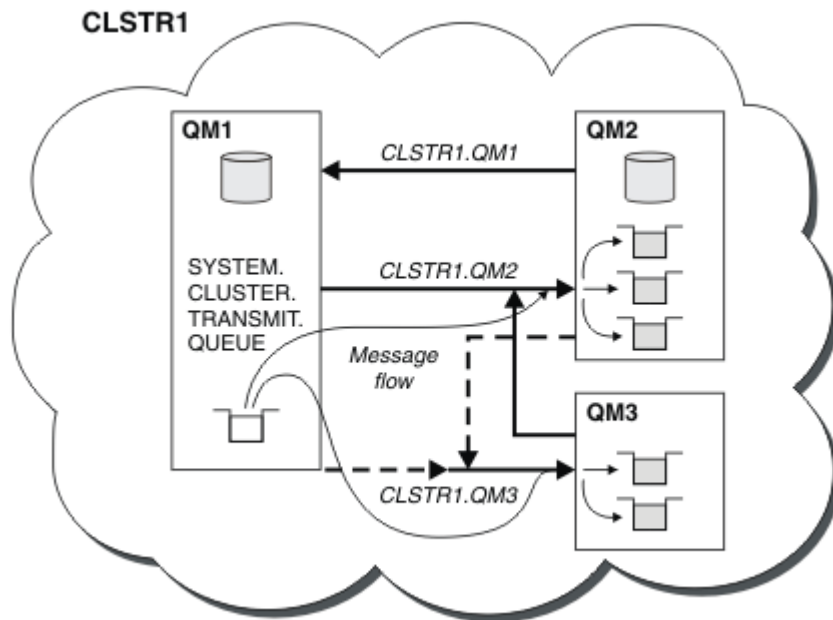 CLSTR1
QM1
CLSTR1.QM1
QM2
SYSTEM.
CLUSTER.
TRANSMIT.
QUEUE
CLSTR1.QM2
Message
flow
QM3
CLSTR1.QM3